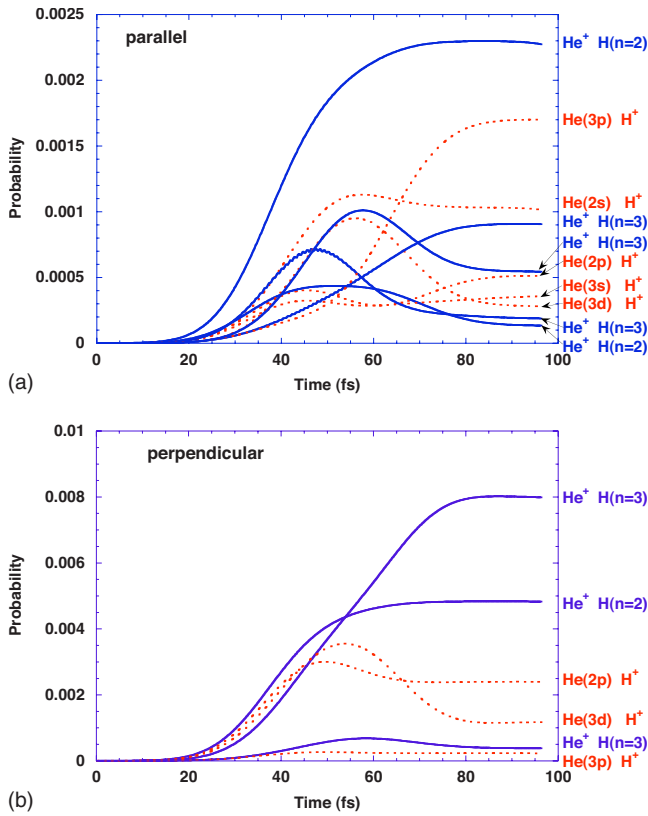 0.0025
parallel
He⁺ H(n=2)
0.002
He(3p) H⁺
0.0015
Probability
He(2s) H⁺
0.001
He⁺ H(n=3)
He⁺ H(n=3)
He(2p) H⁺
0.0005
He(3s) H⁺
He(3d) H⁺
He⁺ H(n=3)
He⁺ H(n=2)
0
0 20 40 60 80 100
(a)
Time (fs)
0.01
perpendicular
0.008
He⁺ H(n=3)
0.006
Probability
He⁺ H(n=2)
0.004
He(2p) H⁺
0.002
He(3d) H⁺
He⁺ H(n=3)
He(3p) H⁺
0
0 20 40 60 80 100
(b)
Time (fs)